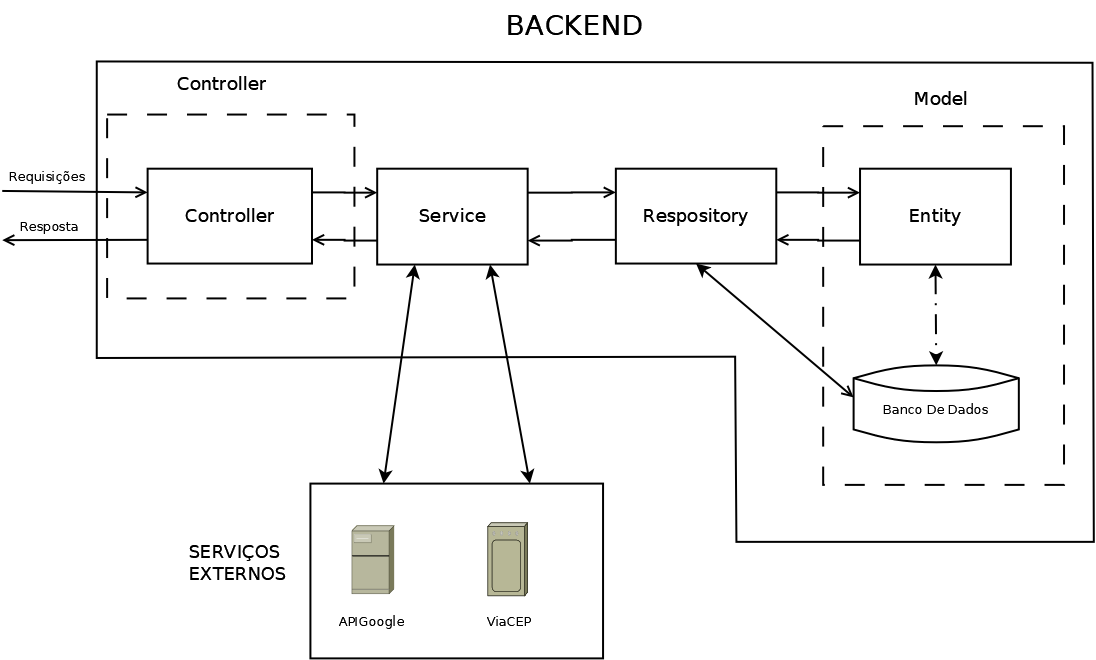 BACKEND
Controller
Model
Requisições
Resposta
Controller
Service
Respository
Entity
Banco De Dados
SERVIÇOS
EXTERNOS
APIGoogle
ViaCEP